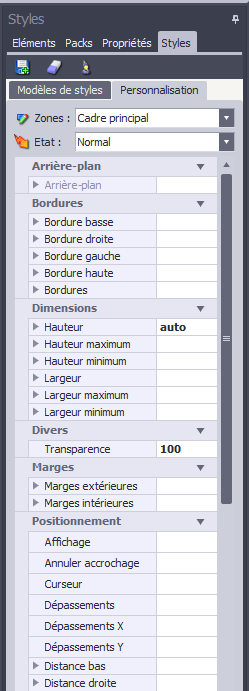 Styles
Eléments Packs Propriétés Styles
Modèles de styles Personnalisation
Zones : Cadre principal
Etat : Normal
Arrière-plan
Arrière-plan
Bordures
Bordure basse
Bordure droite
Bordure gauche
Bordure haute
Bordures
Dimensions
Hauteur auto
Hauteur maximum
Hauteur minimum
Largeur
Largeur maximum
Largeur minimum
Divers
Transparence 100
Marges
Marges extérieures
Marges intérieures
Positionnement
Affichage
Annuler accrochage
Curseur
Dépassements
Dépassements X
Dépassements Y
Distance bas
Distance droite